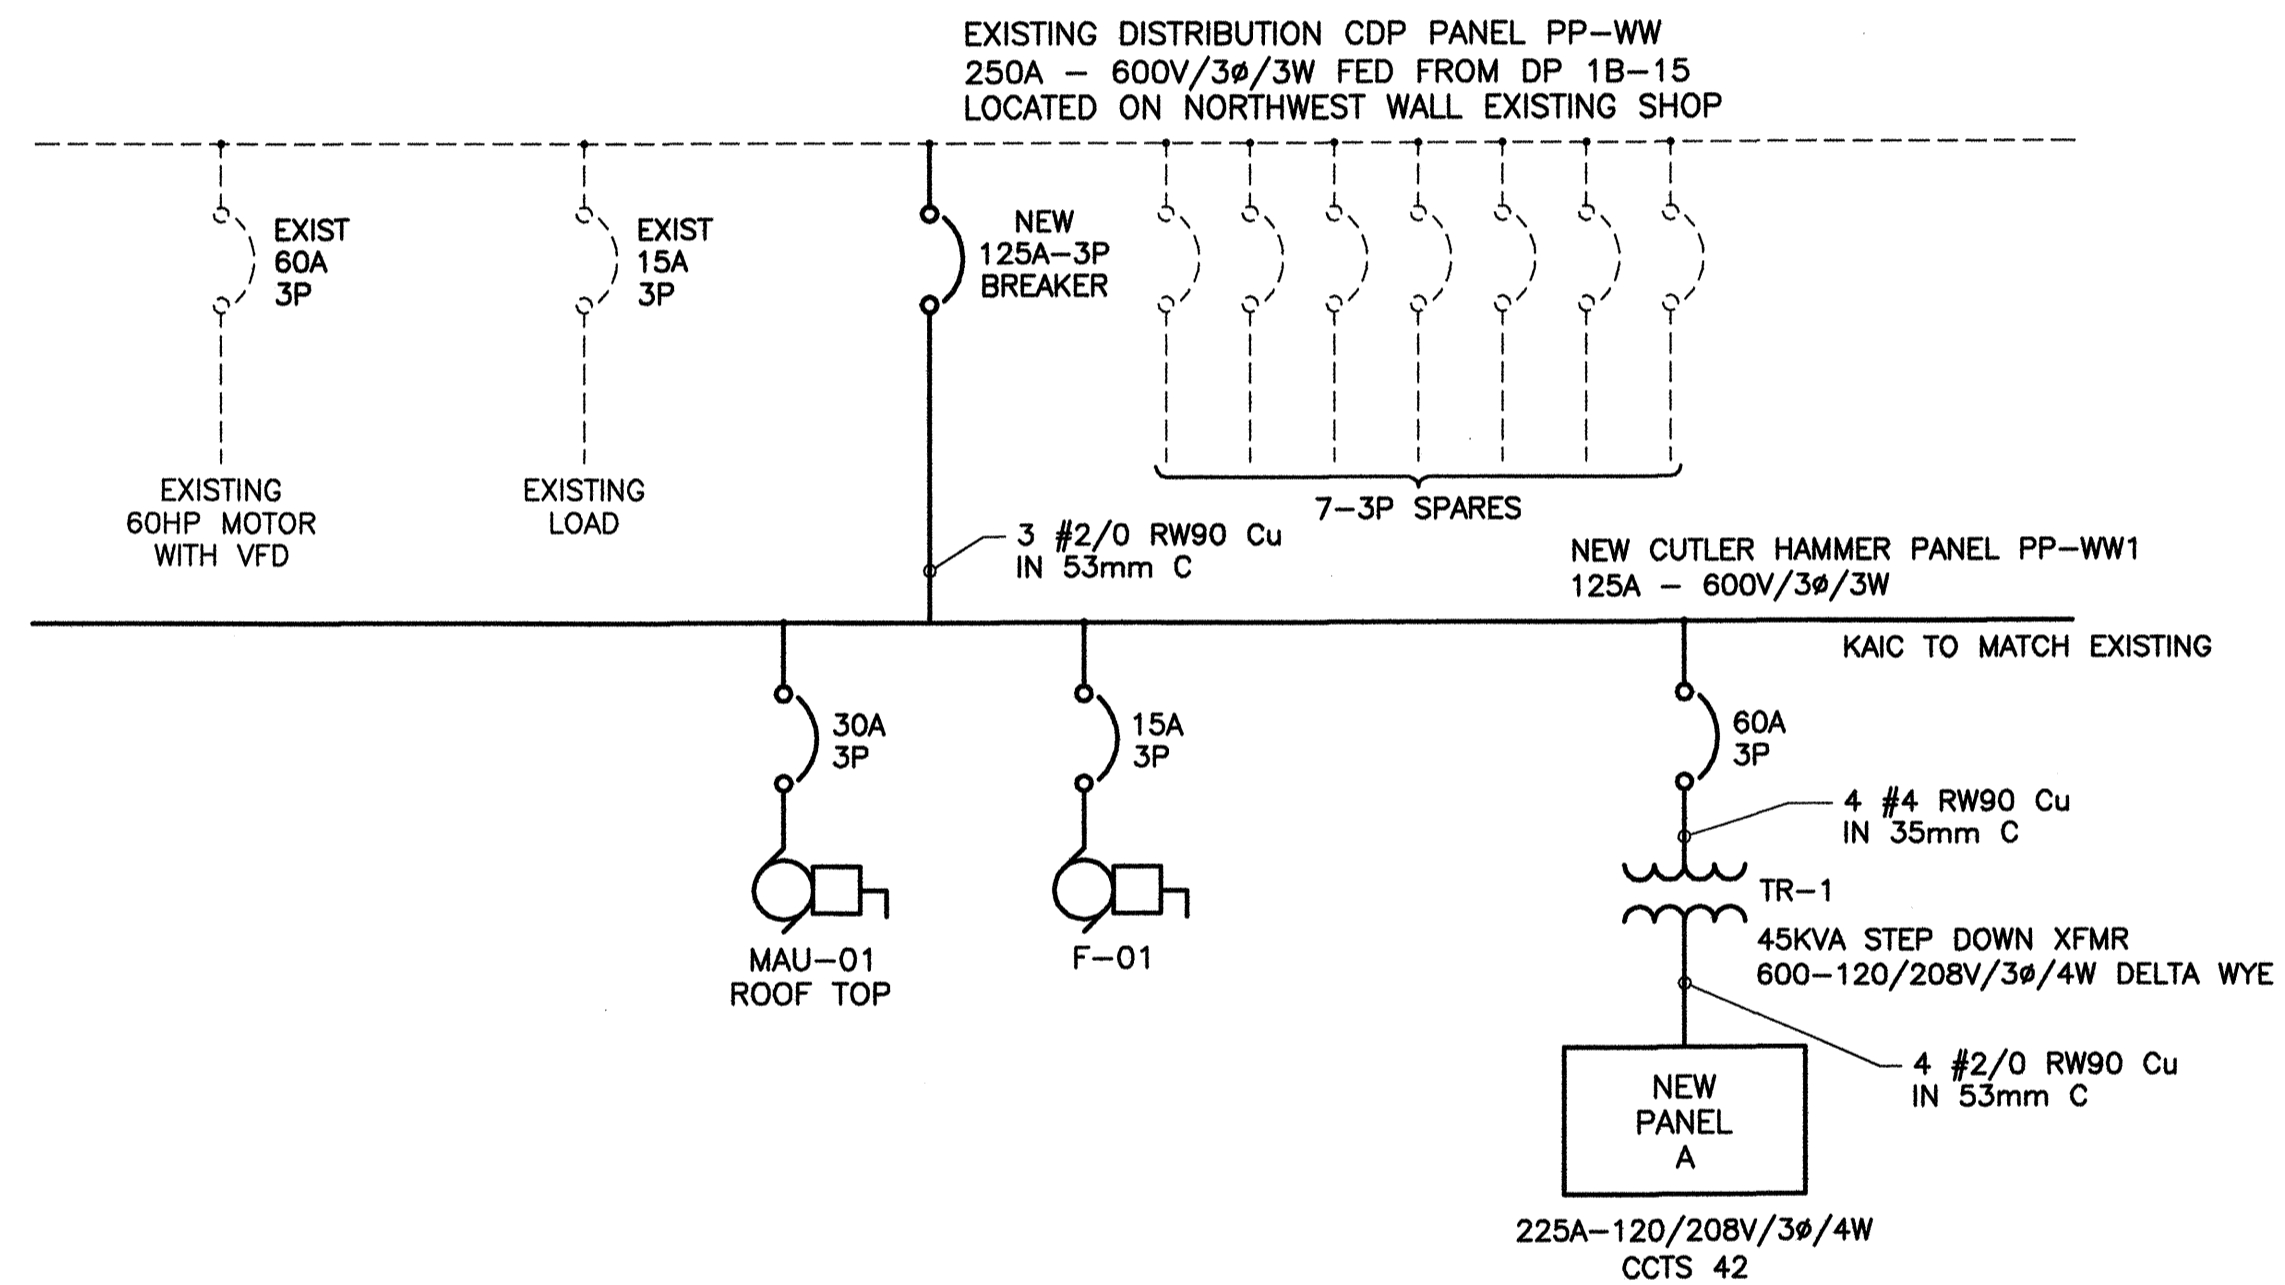 EXISTING DISTRIBUTION CDP PANEL PP-WW
250A - 600V/3ø/3W FED FROM DP 1B-15
LOCATED ON NORTHWEST WALL EXISTING SHOP
EXIST
60A
3P
EXIST
15A
3P
NEW
125A-3P
BREAKER
EXISTING
60HP MOTOR
WITH VFD
EXISTING
LOAD
7-3P SPARES
3 #2/0 RW90 Cu
IN 53mm C
NEW CUTLER HAMMER PANEL PP-WW1
125A - 600V/3ø/3W
KAIC TO MATCH EXISTING
30A
3P
15A
3P
60A
3P
4 #4 RW90 Cu
IN 35mm C
TR-1
45KVA STEP DOWN XFMR
600-120/208V/3ø/4W DELTA WYE
MAU-01
ROOF TOP
F-01
4 #2/0 RW90 Cu
IN 53mm C
NEW
PANEL
A
225A-120/208V/3ø/4W
CCTS 42